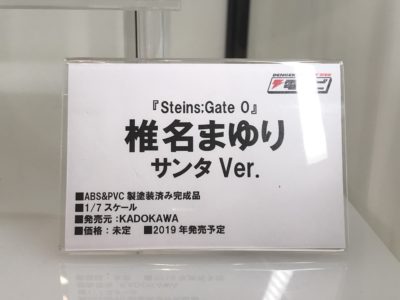 『Steins;Gate 0』
椎名まゆり
サンタ Ver.
■ABS&PVC 製塗装済み完成品
■1/7 スケール
■発売元:KADOKAWA
■価格:未定 ■2019 年発売予定